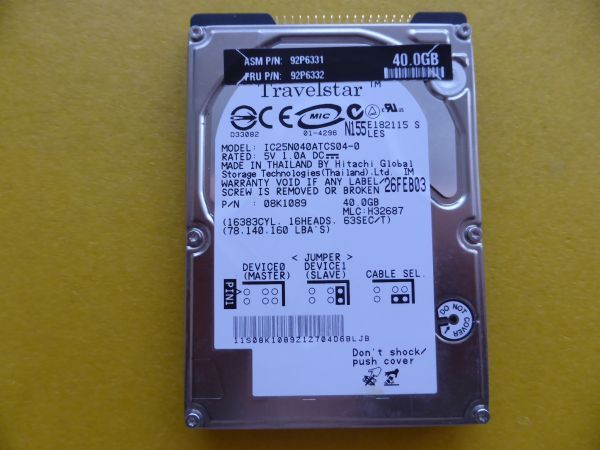 ASM P/N: 92P6331
FRU P/N: 92P6332
40.0GB
Travelstar TM
D33082
MIC
01-4296
N155
E182115 S
LES
MODEL: IC25N040ATCS04-0
RATED: 5V 1.0A DC
MADE IN THAILAND BY Hitachi Global
Storage Technologies(Thailand).Ltd. IM
WARRANTY VOID IF ANY LABEL/
SCREW IS REMOVED OR BROKEN 26FEB03
P/N : 08K1089 40.0GB
MLC:H32687
(16383CYL. 16HEADS. 63SEC/T)
(78.140.160 LBA'S)
< JUMPER >
DEVICE0 DEVICE1 CABLE SEL.
(MASTER) (SLAVE)
PIN1
DO NOT
COVER
11S08K1089Z1Z704D6BLJB
Don't shock/
push cover